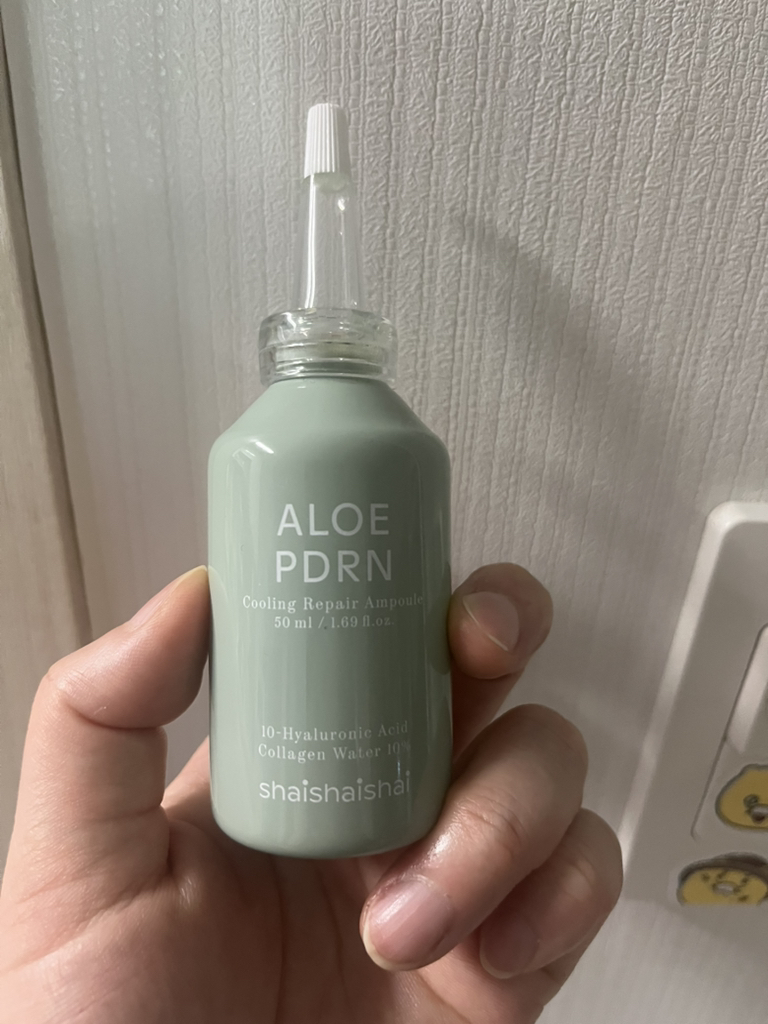 ALOE
PDRN
Cooling Repair Ampoule
50 ml / 1.69 fl.oz.
10-Hyaluronic Acid
Collagen Water 10%
shaishaishai